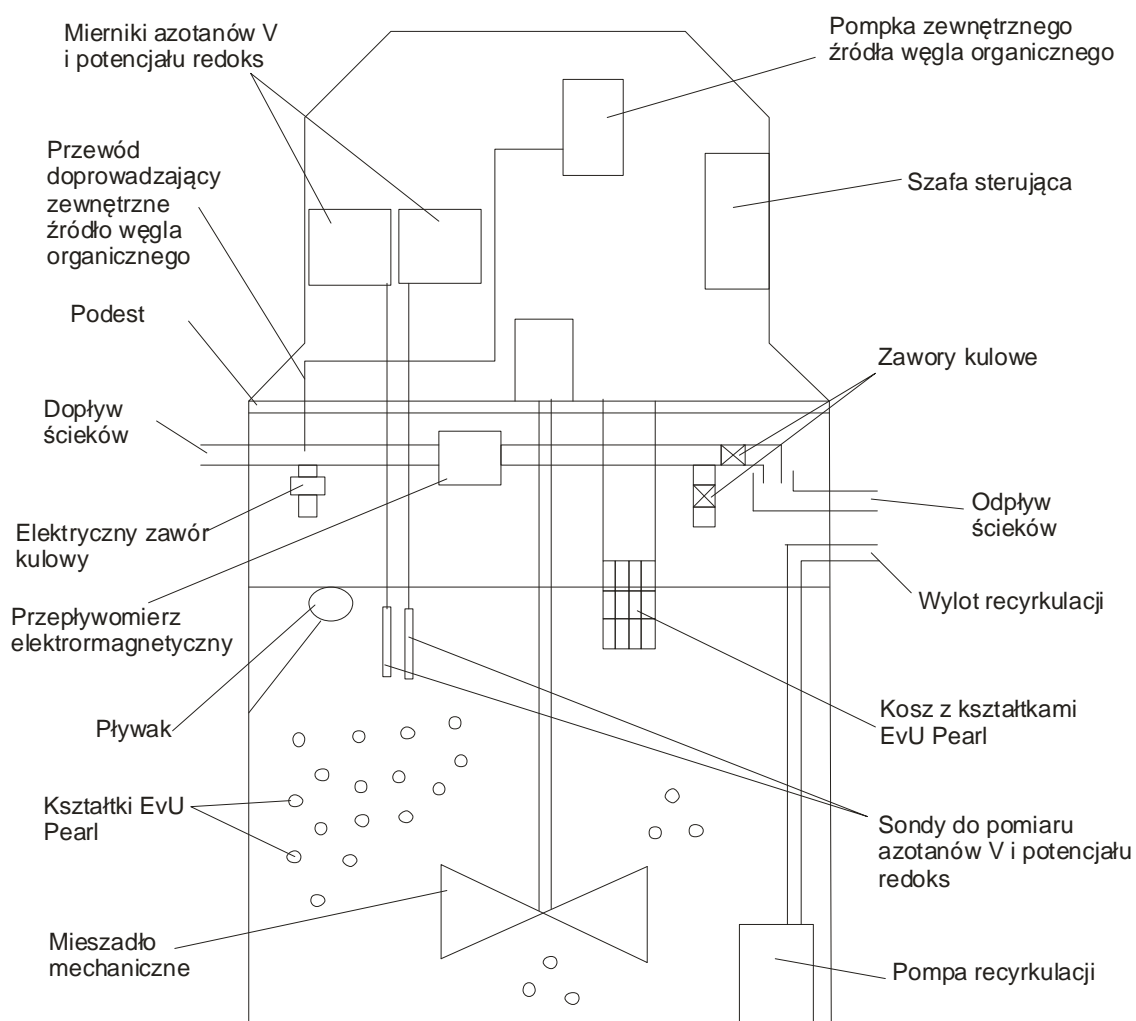 Mierniki azotanów V
i potencjału redoks
Pompka zewnętrznego
źródła węgla organicznego
Przewód
doprowadzający
zewnętrzne
źródło węgla
organicznego
Szafa sterująca
Podest
Zawory kulowe
Dopływ
ścieków
Odpływ
ścieków
Elektryczny zawór
kulowy
Wylot recyrkulacji
Przepływomierz
elektrormagnetyczny
Kosz z kształtkami
EvU Pearl
Pływak
Kształtki EvU
Pearl
Sondy do pomiaru
azotanów V i potencjału
redoks
Mieszadło
mechaniczne
Pompa recyrkulacji